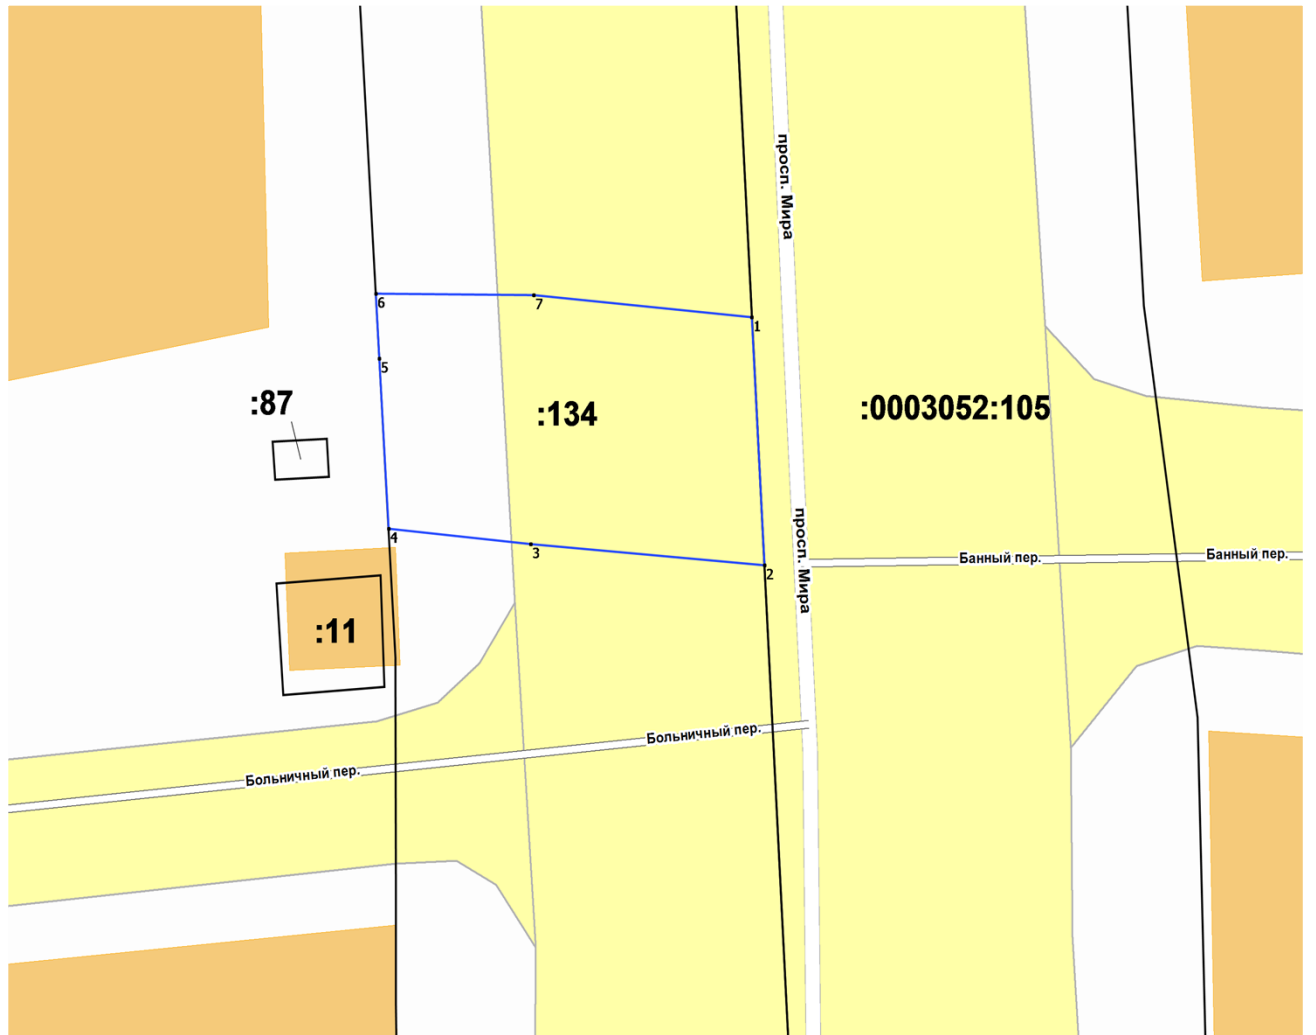 просп. Мира
6
7
1
5
:87
:134
:0003052:105
4
3
2
просп. Мира
Банный пер.
Банный пер.
:11
Больничный пер.
Больничный пер.